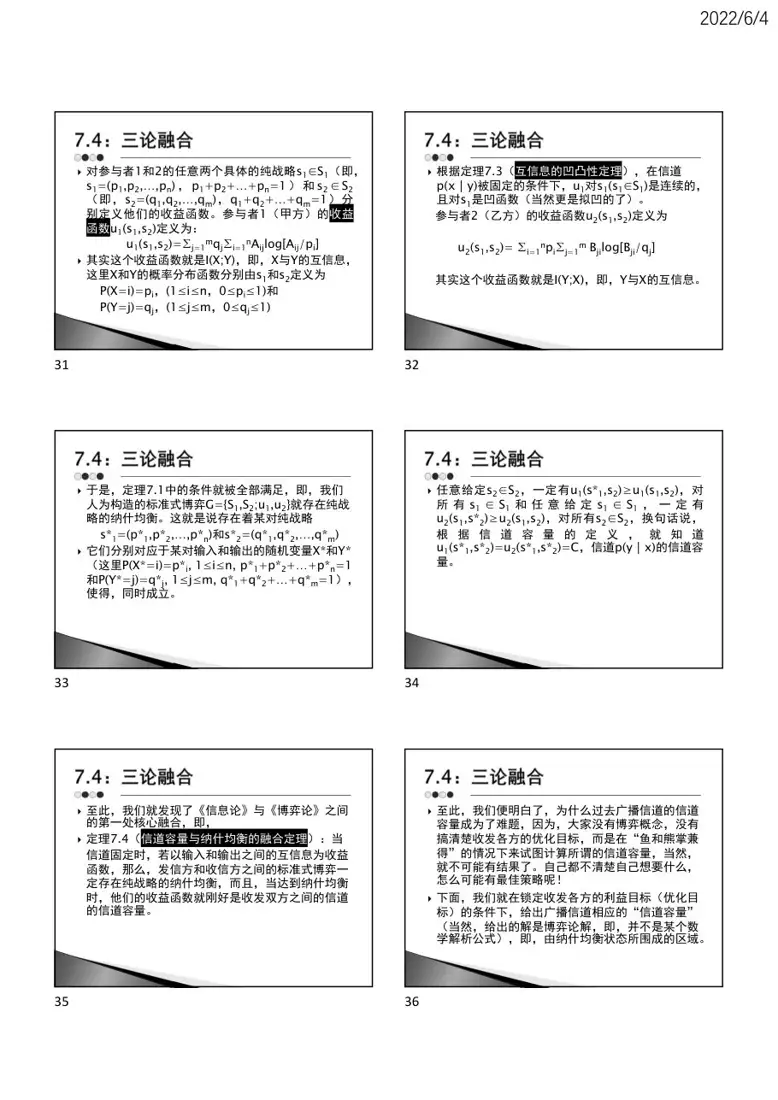 2022/6/4
7.4：三论融合
对参与者1和2的任意两个具体的纯战略s₁∈S₁（即，
s₁=(p₁,p₂,…,pₙ)， p₁+p₂+…+pₙ=1 ）和 s₂∈S₂
（即，s₂=(q₁,q₂,…,qₘ)，q₁+q₂+…+qₘ=1 ）分
别定义他们的收益函数。参与者1（甲方）的收益
函数u₁(s₁,s₂)定义为：
u₁(s₁,s₂)=Σⱼ₌₁ᵐqⱼΣᵢ₌₁ⁿAᵢⱼlog[Aᵢⱼ/pᵢ]
其实这个收益函数就是I(X;Y)，即，X与Y的互信息，
这里X和Y的概率分布函数分别由s₁和s₂定义为
P(X=i)=pᵢ，(1≤i≤n，0≤pᵢ≤1)和
P(Y=j)=qⱼ，(1≤j≤m，0≤qⱼ≤1)
31
7.4：三论融合
根据定理7.3（互信息的凹凸性定理），在信道
p(x | y)被固定的条件下，u₁对s₁(s₁∈S₁)是连续的，
且对s₁是凹函数（当然更是拟凹的了）。
参与者2（乙方）的收益函数u₂(s₁,s₂)定义为
u₂(s₁,s₂)= Σᵢ₌₁ⁿpᵢΣⱼ₌₁ᵐ Bⱼᵢlog[Bⱼᵢ/qⱼ]
其实这个收益函数就是I(Y;X)，即，Y与X的互信息。
32
7.4：三论融合
于是，定理7.1中的条件就被全部满足，即，我们
人为构造的标准式博弈G={S₁,S₂;u₁,u₂}就存在纯战
略的纳什均衡。这就是说存在着某对纯战略
s*₁=(p*₁,p*₂,…,p*ₙ)和s*₂=(q*₁,q*₂,…,q*ₘ)
它们分别对应于某对输入和输出的随机变量X*和Y*
（这里P(X*=i)=p*ᵢ, 1≤i≤n, p*₁+p*₂+…+p*ₙ=1
和P(Y*=j)=q*ⱼ, 1≤j≤m, q*₁+q*₂+…+q*ₘ=1），
使得，同时成立。
33
7.4：三论融合
任意给定s₂∈S₂，一定有u₁(s*₁,s₂)≥u₁(s₁,s₂)，对
所有 s₁ ∈ S₁ 和任意给定 s₁ ∈ S₁ ，一定有
u₂(s₁,s*₂)≥u₂(s₁,s₂)，对所有s₂∈S₂，换句话说，
根据信道容量的定义，就知道
u₁(s*₁,s*₂)=u₂(s*₁,s*₂)=C，信道p(y | x)的信道容
量。
34
7.4：三论融合
至此，我们就发现了《信息论》与《博弈论》之间
的第一处核心融合，即，
定理7.4（信道容量与纳什均衡的融合定理）：当
信道固定时，若以输入和输出之间的互信息为收益
函数，那么，发信方和收信方之间的标准式博弈一
定存在纯战略的纳什均衡，而且，当达到纳什均衡
时，他们的收益函数就刚好是收发双方之间的信道
的信道容量。
35
7.4：三论融合
至此，我们便明白了，为什么过去广播信道的信道
容量成为了难题，因为，大家没有博弈概念，没有
搞清楚收发各方的优化目标，而是在“鱼和熊掌兼
得”的情况下来试图计算所谓的信道容量，当然，
就不可能有结果了。自己都不清楚自己想要什么，
怎么可能有最佳策略呢！
下面，我们就在锁定收发各方的利益目标（优化目
标）的条件下，给出广播信道相应的“信道容量”
（当然，给出的解是博弈论解，即，并不是某个数
学解析公式），即，由纳什均衡状态所围成的区域。
36